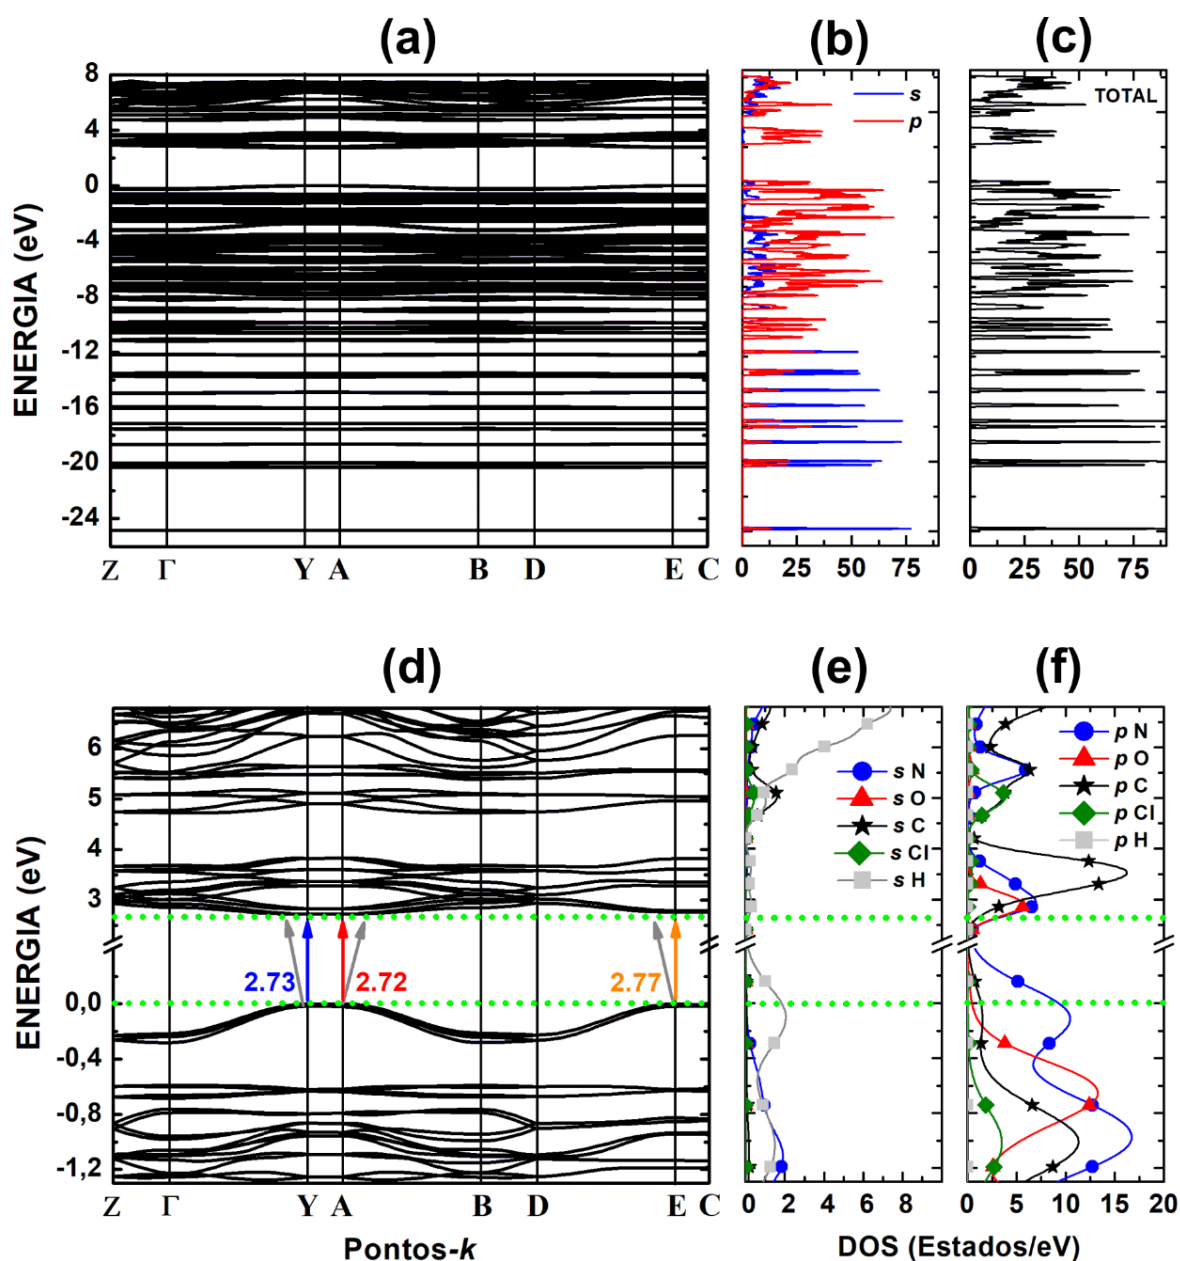 (a) (b) (c)
8
4
0
-4
-8
-12
-16
-20
-24
ENERGIA (eV)
Z Γ Y A B D E C
s
p
0 25 50 75
TOTAL
0 25 50 75
(d) (e) (f)
6
5
4
3
0,0
-0,4
-0,8
-1,2
ENERGIA (eV)
ENERGIA (eV)
2.73
2.72
2.77
Z Γ Y A B D E C
Pontos-k
s N
s O
s C
s Cl
s H
0 2 4 6 8
p N
p O
p C
p Cl
p H
0 5 10 15 20
DOS (Estados/eV)